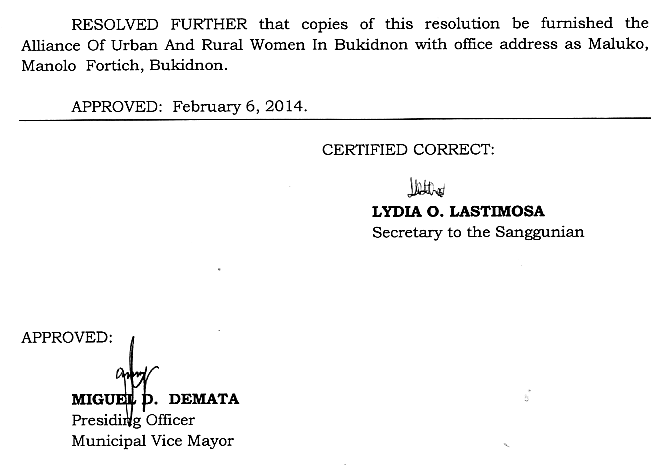 RESOLVED FURTHER that copies of this resolution be furnished the
Alliance Of Urban And Rural Women In Bukidnon with office address as Maluko,
Manolo Fortich, Bukidnon.
APPROVED: February 6, 2014.
CERTIFIED CORRECT:
LYDIA O. LASTIMOSA
Secretary to the Sanggunian
APPROVED:
MIGUEL D. DEMATA
Presiding Officer
Municipal Vice Mayor